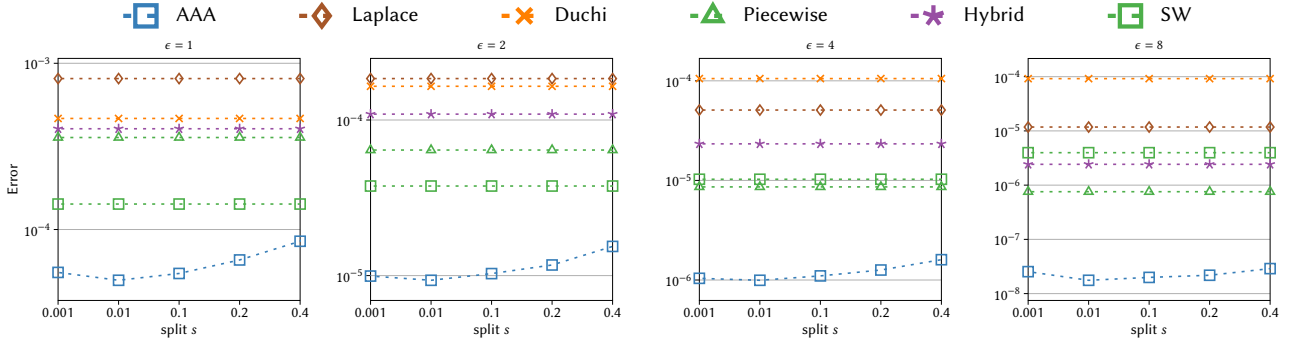 AAA Laplace Duchi Piecewise Hybrid SW
ϵ = 1 ϵ = 2 ϵ = 4 ϵ = 8
Error
10⁻³
10⁻⁴
0.001 0.01 0.1 0.2 0.4
split s
10⁻⁴
10⁻⁵
0.001 0.01 0.1 0.2 0.4
split s
10⁻⁴
10⁻⁵
10⁻⁶
0.001 0.01 0.1 0.2 0.4
split s
10⁻⁴
10⁻⁵
10⁻⁶
10⁻⁷
10⁻⁸
0.001 0.01 0.1 0.2 0.4
split s